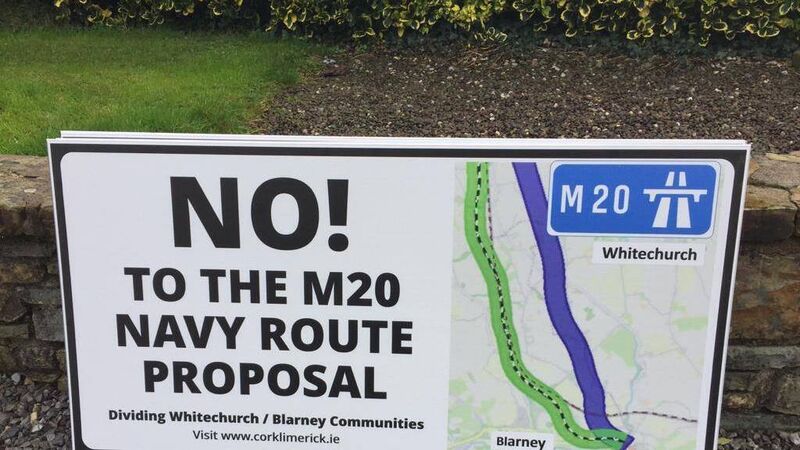 NO!
TO THE M20
NAVY ROUTE
PROPOSAL
Dividing Whitechurch / Blarney Communities
Visit www.corklimerick.ie
M 20
Whitechurch
Blarney